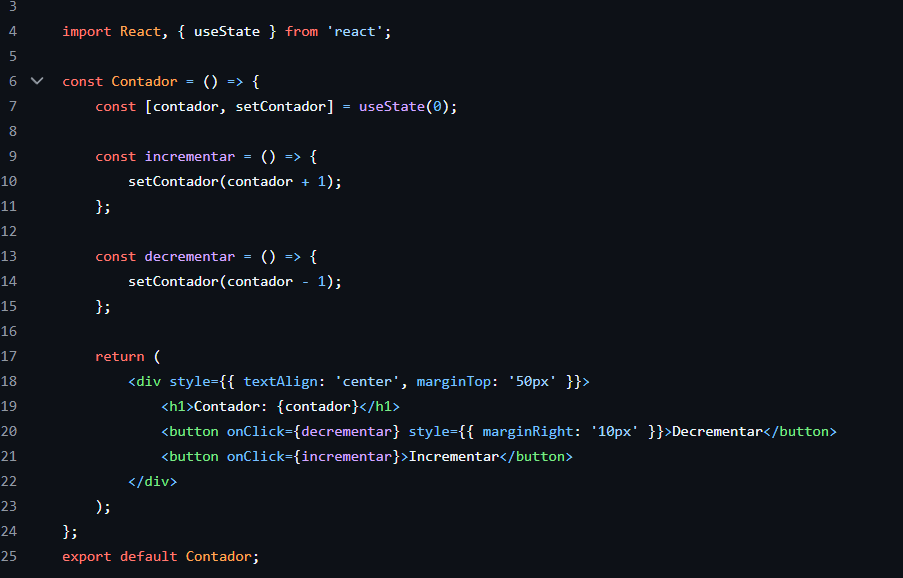 3
4 import React, { useState } from 'react';
5
6 const Contador = () => {
7 const [contador, setContador] = useState(0);
8
9 const incrementar = () => {
10 setContador(contador + 1);
11 };
12
13 const decrementar = () => {
14 setContador(contador - 1);
15 };
16
17 return (
18 <div style={{ textAlign: 'center', marginTop: '50px' }}>
19 <h1>Contador: {contador}</h1>
20 <button onClick={decrementar} style={{ marginRight: '10px' }}>Decrementar</button>
21 <button onClick={incrementar}>Incrementar</button>
22 </div>
23 );
24 };
25 export default Contador;